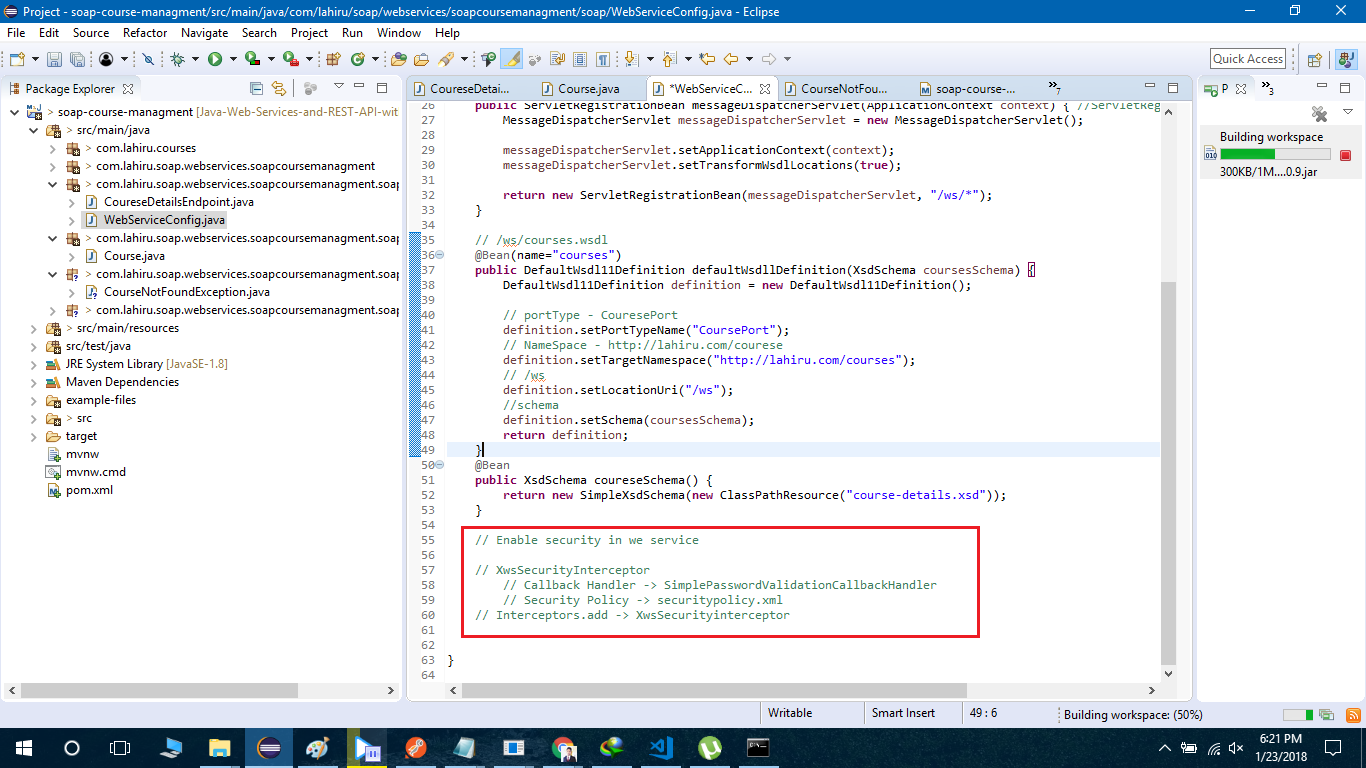 Project - soap-course-managment/src/main/java/com/lahiru/soap/webservices/soapcoursemanagment/soap/WebServiceConfig.java - Eclipse
File Edit Source Refactor Navigate Search Project Run Window Help
Quick Access
Package Explorer
CoureseDetai...
Course.java
*WebServiceC...
CourseNotFou...
soap-course-...
»7
P
»3
> soap-course-managment [Java-Web-Services-and-REST-API-wit
> src/main/java
> com.lahiru.courses
> com.lahiru.soap.webservices.soapcoursemanagment
> com.lahiru.soap.webservices.soapcoursemanagment.soap
CoureseDetailsEndpoint.java
WebServiceConfig.java
> com.lahiru.soap.webservices.soapcoursemanagment.soap
Course.java
> com.lahiru.soap.webservices.soapcoursemanagment.soap
CourseNotFoundException.java
> com.lahiru.soap.webservices.soapcoursemanagment.soap
> src/main/resources
src/test/java
JRE System Library [JavaSE-1.8]
Maven Dependencies
example-files
> src
target
mvnw
mvnw.cmd
pom.xml
26 public ServletRegistrationBean messageDispatcherServlet(ApplicationContext context) { //ServletReg
27 MessageDispatcherServlet messageDispatcherServlet = new MessageDispatcherServlet();
28
29 messageDispatcherServlet.setApplicationContext(context);
30 messageDispatcherServlet.setTransformWsdlLocations(true);
31
32 return new ServletRegistrationBean(messageDispatcherServlet, "/ws/*");
33 }
34
35 // /ws/courses.wsdl
36 @Bean(name="courses")
37 public DefaultWsdl11Definition defaultWsdllDefinition(XsdSchema coursesSchema) {
38 DefaultWsdl11Definition definition = new DefaultWsdl11Definition();
39
40 // portType - CouresePort
41 definition.setPortTypeName("CoursePort");
42 // NameSpace - http://lahiru.com/courese
43 definition.setTargetNamespace("http://lahiru.com/courses");
44 // /ws
45 definition.setLocationUri("/ws");
46 //schema
47 definition.setSchema(coursesSchema);
48 return definition;
49 }
50 @Bean
51 public XsdSchema coureseSchema() {
52 return new SimpleXsdSchema(new ClassPathResource("course-details.xsd"));
53 }
54
55 // Enable security in we service
56
57 // XwsSecurityInterceptor
58 // Callback Handler -> SimplePasswordValidationCallbackHandler
59 // Security Policy -> securitypolicy.xml
60 // Interceptors.add -> XwsSecurityinterceptor
61
62
63 }
64
Building workspace
300KB/1M....0.9.jar
Writable
Smart Insert
49 : 6
Building workspace: (50%)
6:21 PM
1/23/2018